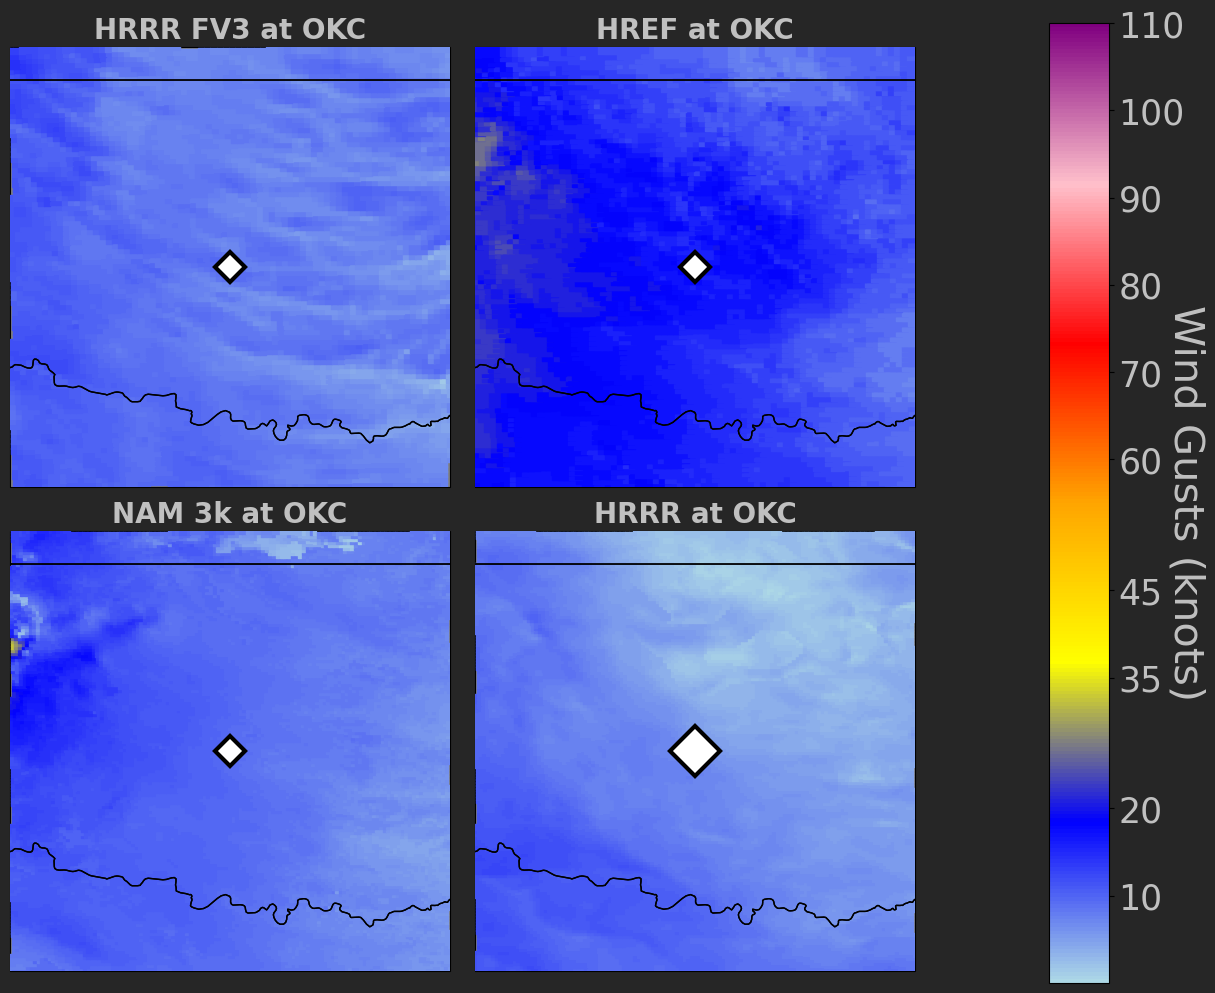 HRRR FV3 at OKC
HREF at OKC
NAM 3k at OKC
HRRR at OKC
110
100
90
80
70
60
45
35
20
10
Wind Gusts (knots)